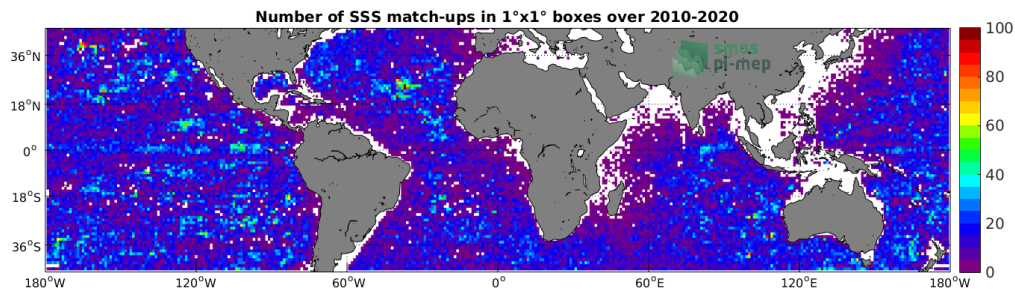 Number of SSS match-ups in 1°x1° boxes over 2010-2020
smos
pi-mep
36°N
18°N
0°
18°S
36°S
180°W
120°W
60°W
0°
60°E
120°E
180°W
100
80
60
40
20
0